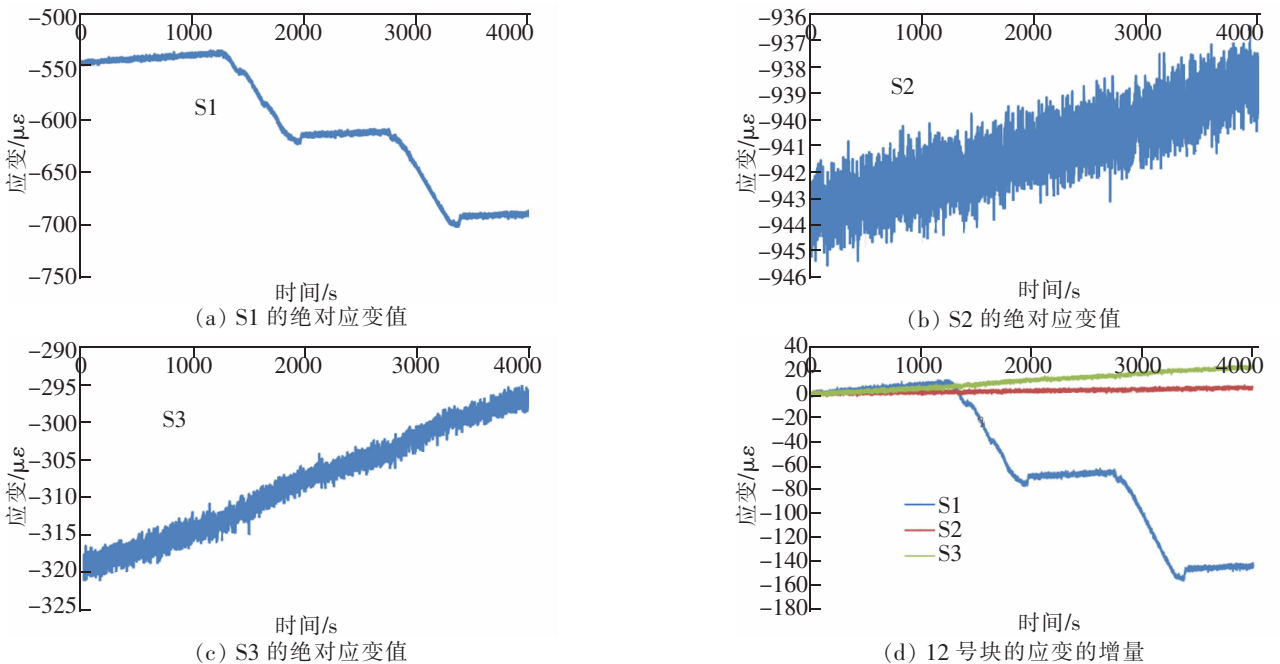 −500
0 1000 2000 3000 4000
−550
−600
−650
−700
−750
应变/με
S1
时间/s
(a) S1 的绝对应变值
−936
0 1000 2000 3000 4000
−937
−938
−939
−940
−941
−942
−943
−944
−945
−946
应变/με
S2
时间/s
(b) S2 的绝对应变值
−290
0 1000 2000 3000 4000
−295
−300
−305
−310
−315
−320
−325
应变/με
S3
时间/s
(c) S3 的绝对应变值
40
0 1000 2000 3000 4000
20
0
−20
−40
−60
−80
−100
−120
−140
−160
−180
应变/με
S1
S2
S3
时间/s
(d) 12 号块的应变的增量